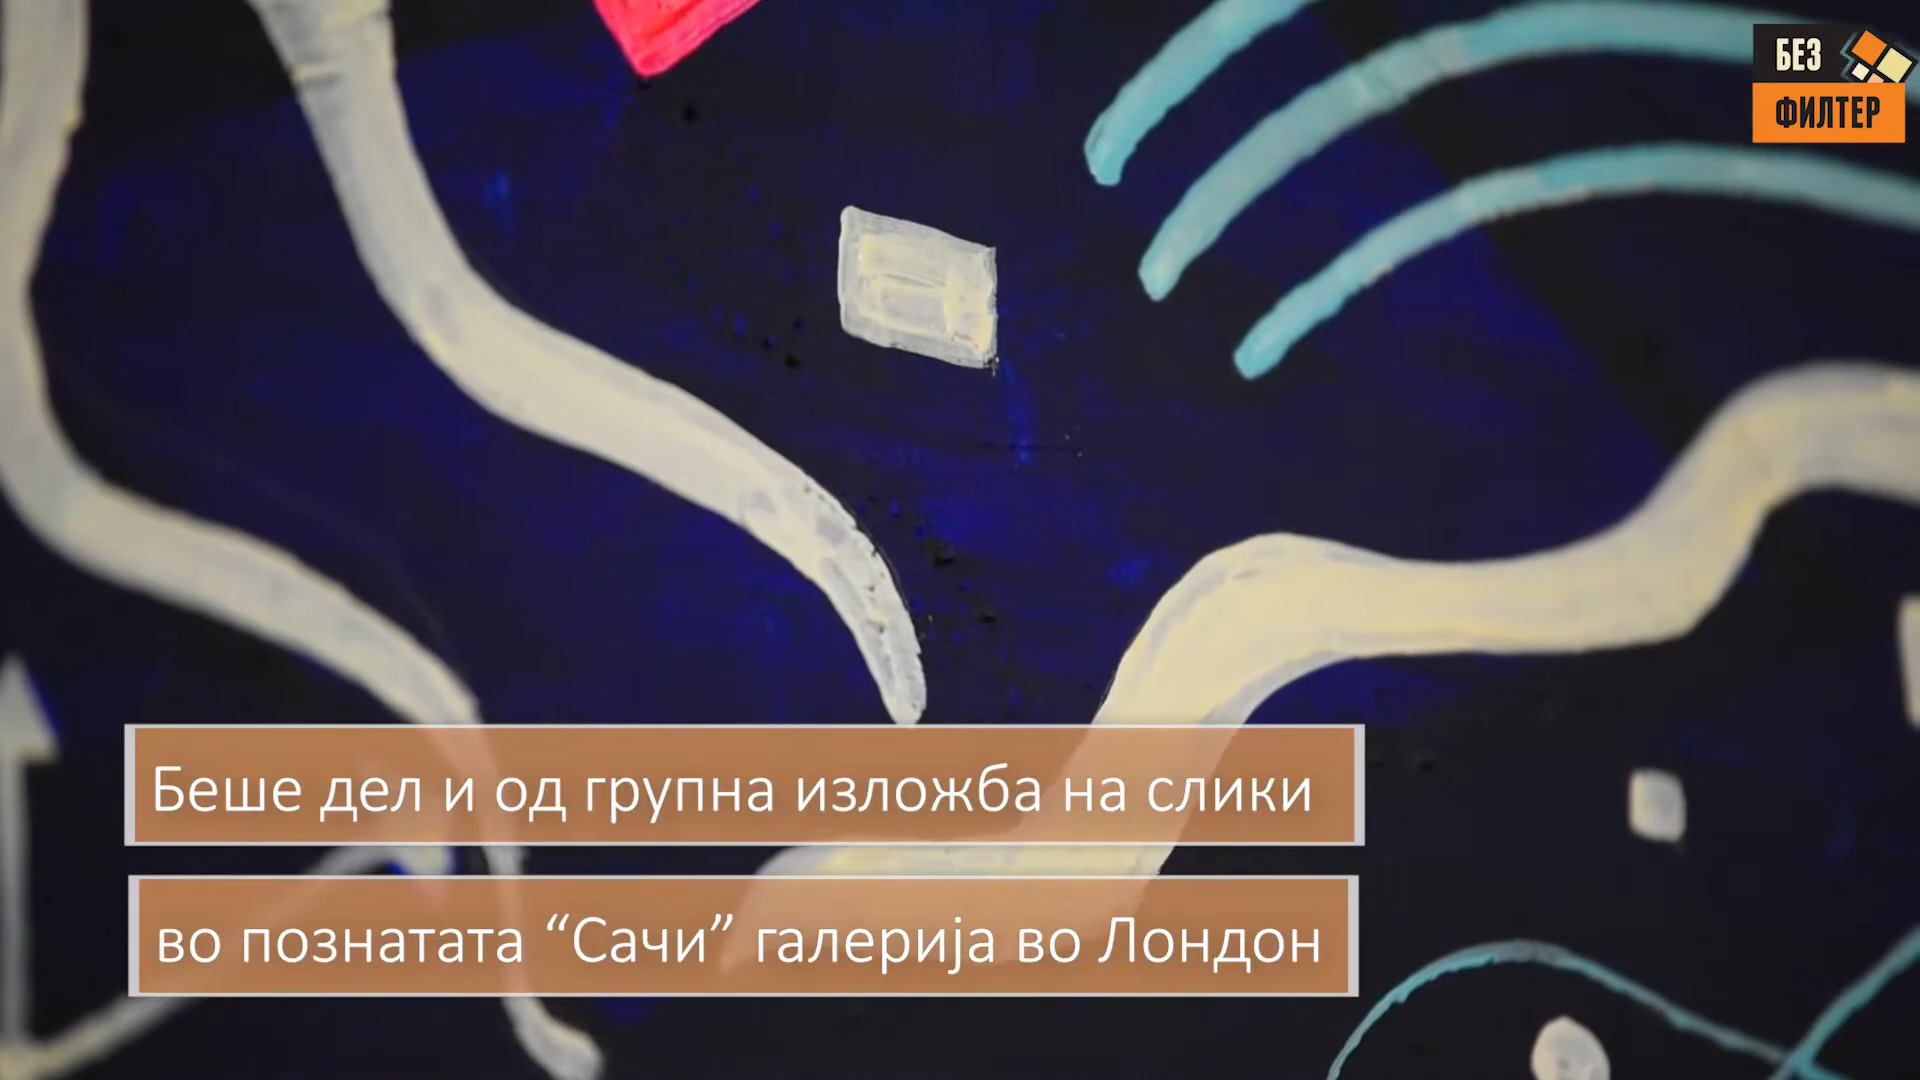 БЕЗ
ФИЛТЕР
Беше дел и од групна изложба на слики
во познатата “Сачи” галерија во Лондон